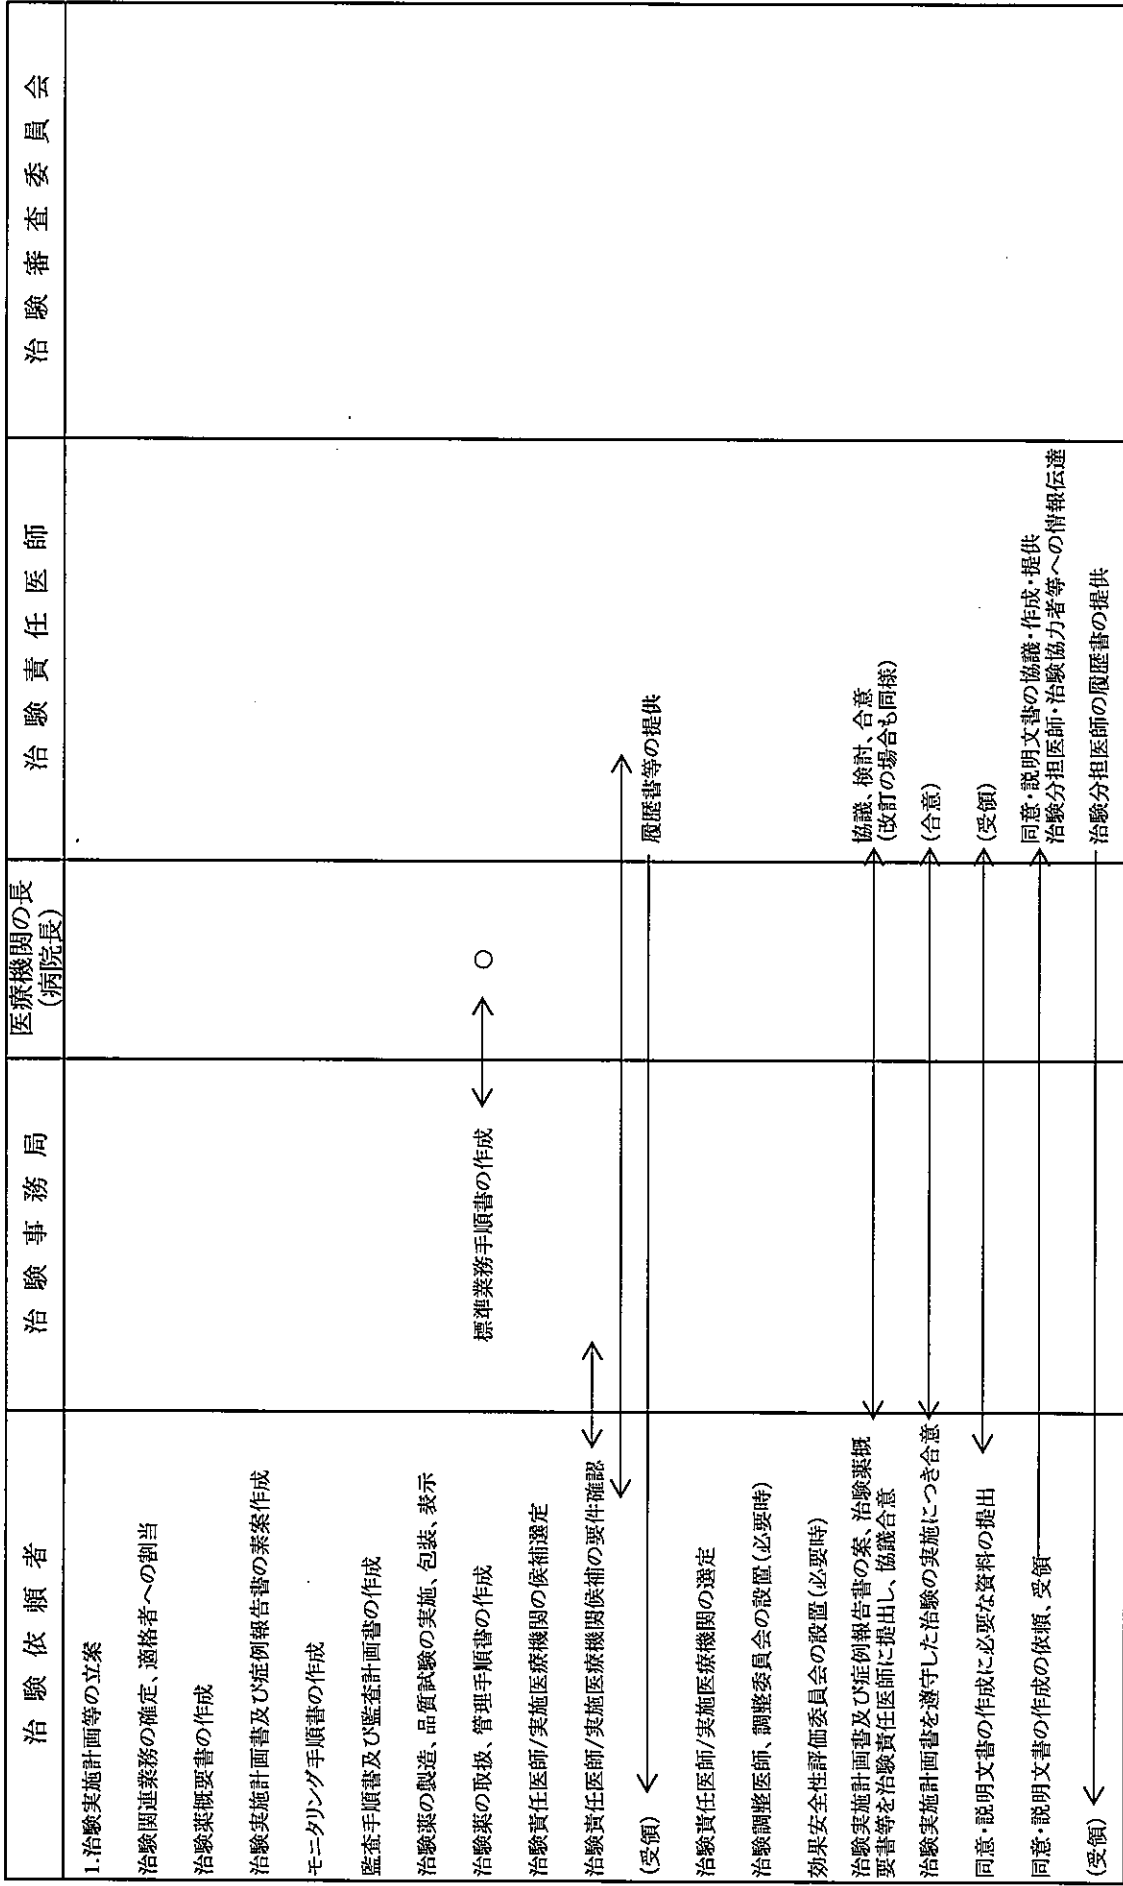 治験依頼者
治験事務局
医療機関の長
(病院長)
治験責任医師
治験審査委員会
1.治験実施計画等の立案
治験関連業務の確定、適格者への割当
治験薬概要書の作成
治験実施計画書及び症例報告書の素案作成
モニタリング手順書の作成
監査手順書及び監査計画書の作成
治験薬の製造、品質試験の実施、包装、表示
治験薬の取扱、管理手順書の作成
標準業務手順書の作成
○
治験責任医師/実施医療機関の候補選定
治験責任医師/実施医療機関候補の要件確認
(受領)
履歴書等の提供
治験責任医師/実施医療機関の選定
治験調整医師、調整委員会の設置(必要時)
効果安全性評価委員会の設置(必要時)
治験実施計画書及び症例報告書の案、治験薬概
要書等を治験責任医師に提出し、協議合意
協議、検討、合意
(改訂の場合も同様)
治験実施計画書を遵守した治験の実施につき合意
(合意)
同意・説明文書の作成に必要な資料の提出
(受領)
同意・説明文書の作成の依頼、受領
同意・説明文書の協議・作成・提供
治験分担医師・治験協力者等への情報伝達
(受領)
治験分担医師の履歴書の提供